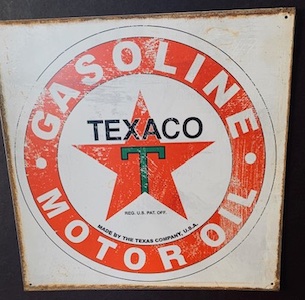 GASOLINE
TEXACO
T
REG. U.S. PAT. OFF.
MADE BY THE TEXAS COMPANY, U.S.A.
MOTOR OIL